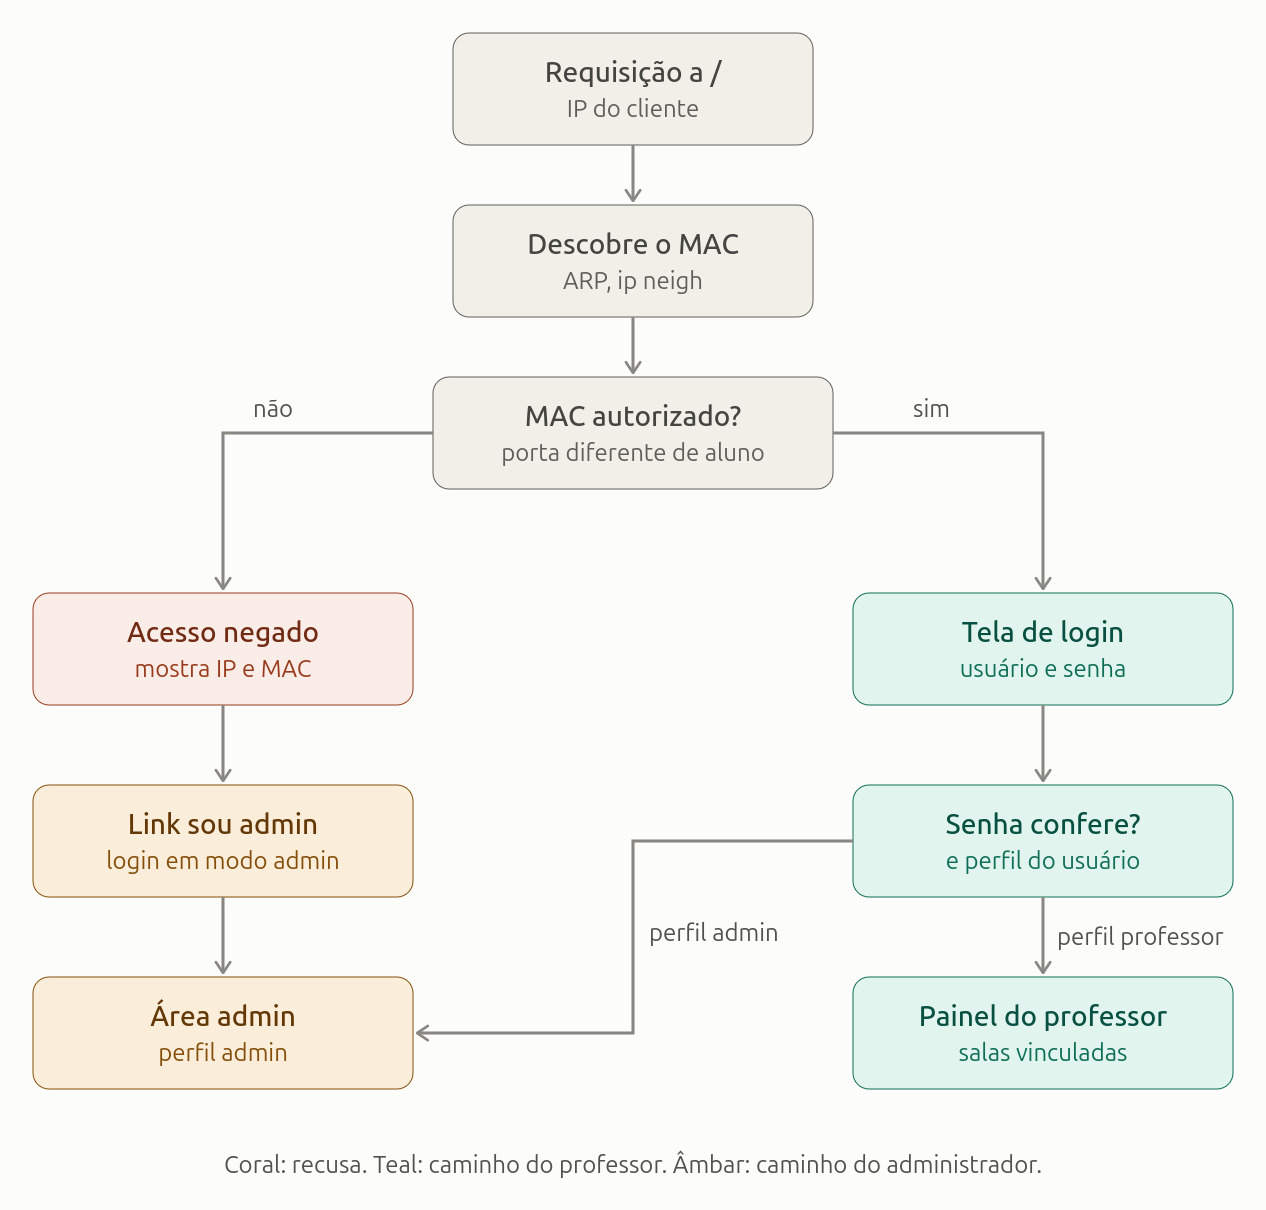 Requisição a /
IP do cliente
Descobre o MAC
ARP, ip neigh
MAC autorizado?
porta diferente de aluno
não
sim
Acesso negado
mostra IP e MAC
Tela de login
usuário e senha
Link sou admin
login em modo admin
Senha confere?
e perfil do usuário
perfil admin
perfil professor
Área admin
perfil admin
Painel do professor
salas vinculadas
Coral: recusa. Teal: caminho do professor. Âmbar: caminho do administrador.